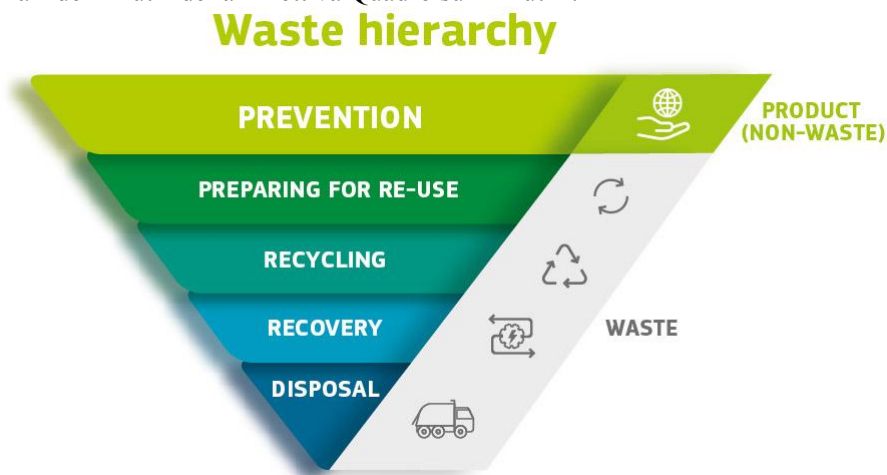 Waste hierarchy
PREVENTION
PRODUCT
(NON-WASTE)
PREPARING FOR RE-USE
RECYCLING
RECOVERY
WASTE
DISPOSAL